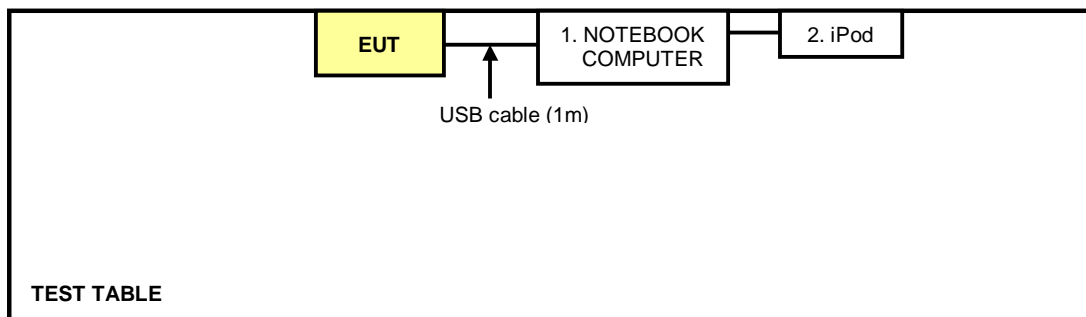 EUT
1. NOTEBOOK
COMPUTER
2. iPod
USB cable (1m)
TEST TABLE